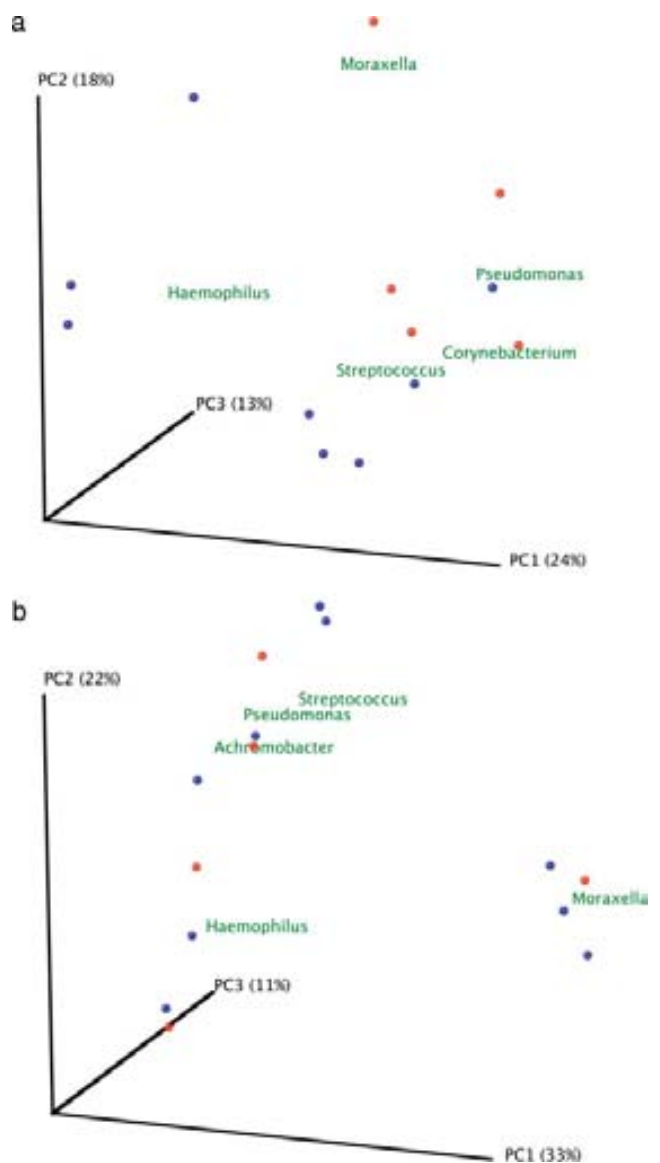 a
Moraxella
PC2 (18%)
Pseudomonas
Haemophilus
Corynebacterium
Streptococcus
PC3 (13%)
PC1 (24%)
b
PC2 (22%)
Streptococcus
Pseudomonas
Achromobacter
Moraxella
Haemophilus
PC3 (11%)
PC1 (33%)